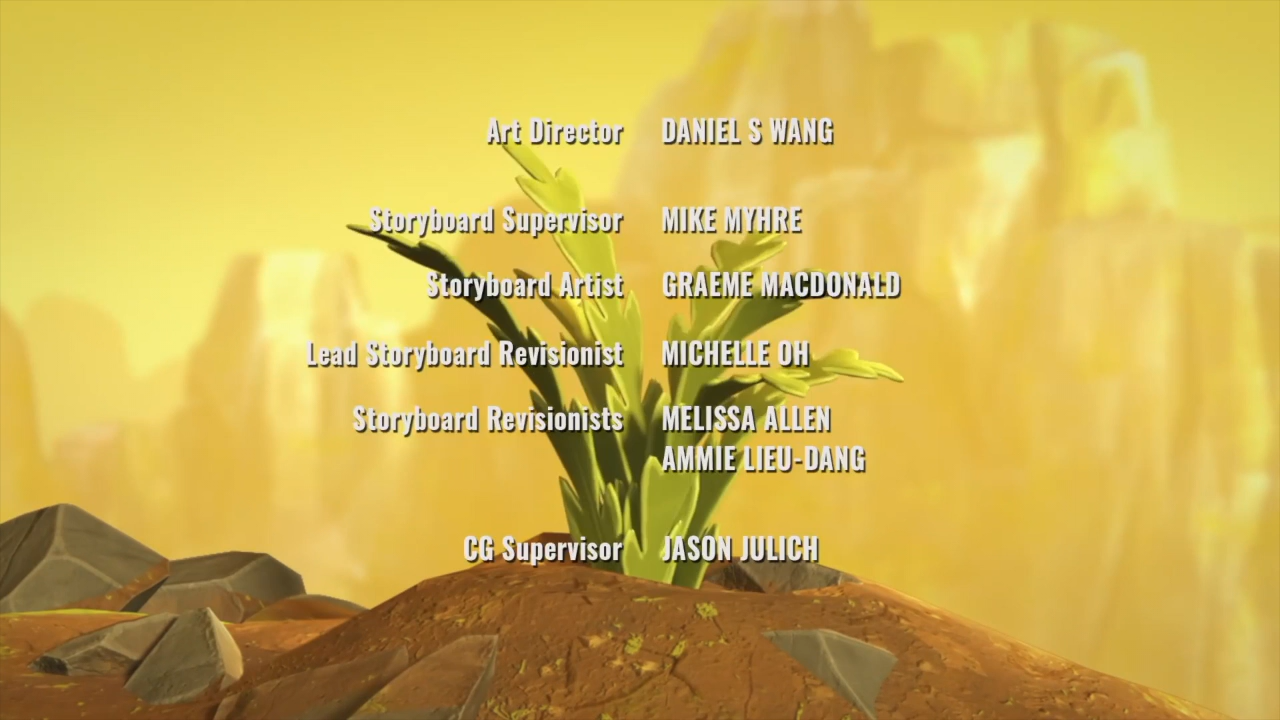 Art Director DANIEL S WANG
Storyboard Supervisor MIKE MYHRE
Storyboard Artist GRAEME MACDONALD
Lead Storyboard Revisionist MICHELLE OH
Storyboard Revisionists MELISSA ALLEN
AMMIE LIEU-DANG
CG Supervisor JASON JULICH